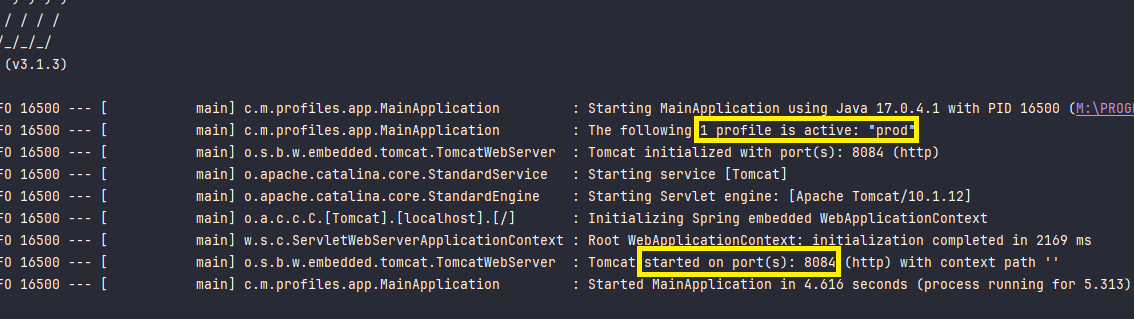 / / / /
/_/_/_/
(v3.1.3)
FO 16500 --- [           main] c.m.profiles.app.MainApplication         : Starting MainApplication using Java 17.0.4.1 with PID 16500 (M:\PROG
FO 16500 --- [           main] c.m.profiles.app.MainApplication         : The following 1 profile is active: "prod"
FO 16500 --- [           main] o.s.b.w.embedded.tomcat.TomcatWebServer  : Tomcat initialized with port(s): 8084 (http)
FO 16500 --- [           main] o.apache.catalina.core.StandardService   : Starting service [Tomcat]
FO 16500 --- [           main] o.apache.catalina.core.StandardEngine    : Starting Servlet engine: [Apache Tomcat/10.1.12]
FO 16500 --- [           main] o.a.c.c.C.[Tomcat].[localhost].[/]       : Initializing Spring embedded WebApplicationContext
FO 16500 --- [           main] w.s.c.ServletWebServerApplicationContext : Root WebApplicationContext: initialization completed in 2169 ms
FO 16500 --- [           main] o.s.b.w.embedded.tomcat.TomcatWebServer  : Tomcat started on port(s): 8084 (http) with context path ''
FO 16500 --- [           main] c.m.profiles.app.MainApplication         : Started MainApplication in 4.616 seconds (process running for 5.313)